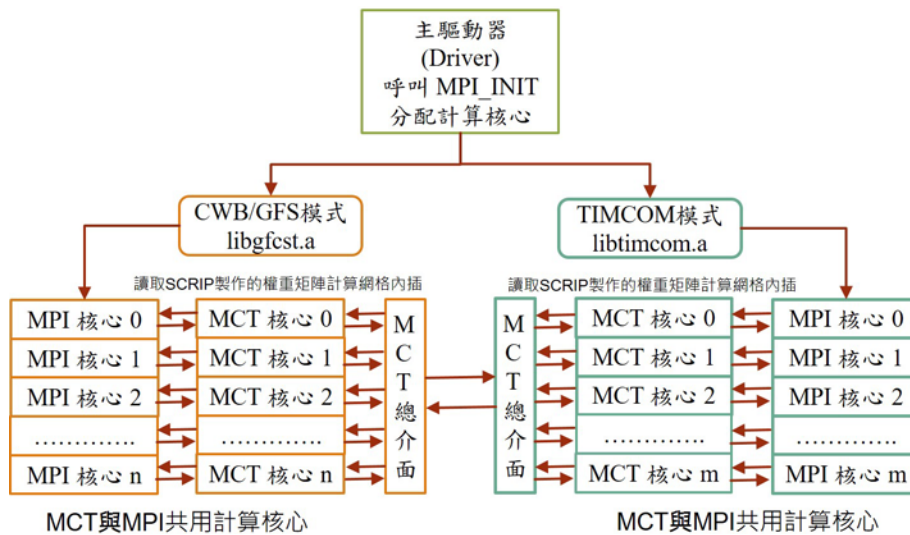 主驅動器
(Driver)
呼叫 MPI_INIT
分配計算核心
CWB/GFS模式
libgfcst.a
TIMCOM模式
libtimcom.a
讀取SCRIP製作的權重矩陣計算網格內插
讀取SCRIP製作的權重矩陣計算網格內插
MPI 核心 0
MCT 核心 0
MPI 核心 1
MCT 核心 1
MPI 核心 2
MCT 核心 2
………….
………….
MPI 核心 n
MCT 核心 n
MCT總介面
MCT總介面
MCT 核心 0
MPI 核心 0
MCT 核心 1
MPI 核心 1
MCT 核心 2
MPI 核心 2
………….
………….
MCT 核心 m
MPI 核心 m
MCT與MPI共用計算核心
MCT與MPI共用計算核心